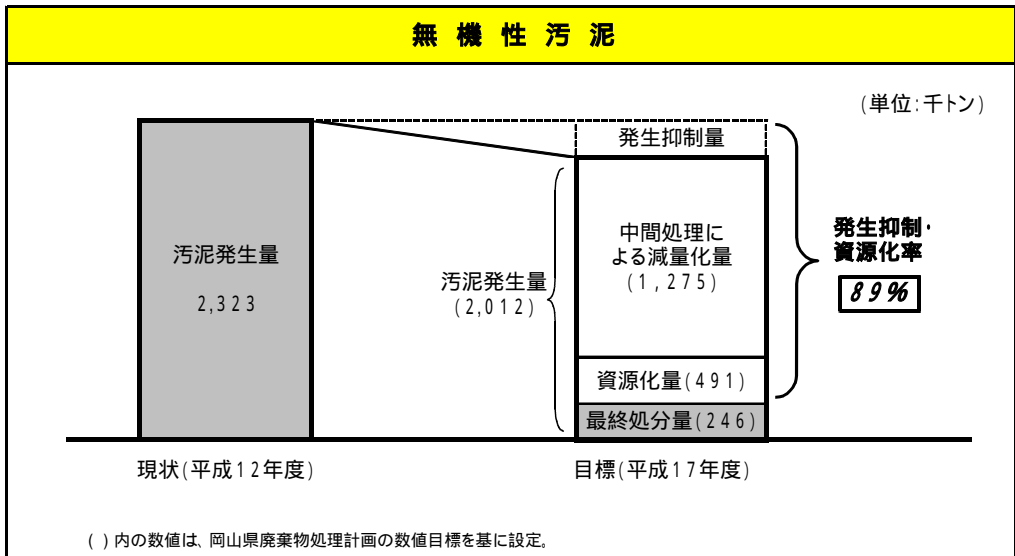 無機性汚泥
(単位:千トン)
発生抑制量
汚泥発生量
2,323
汚泥発生量
(2,012)
中間処理に
よる減量化量
(1,275)
資源化量(491)
最終処分量(246)
発生抑制・
資源化率
89%
現状(平成12年度)
目標(平成17年度)
( )内の数値は、岡山県廃棄物処理計画の数値目標を基に設定。